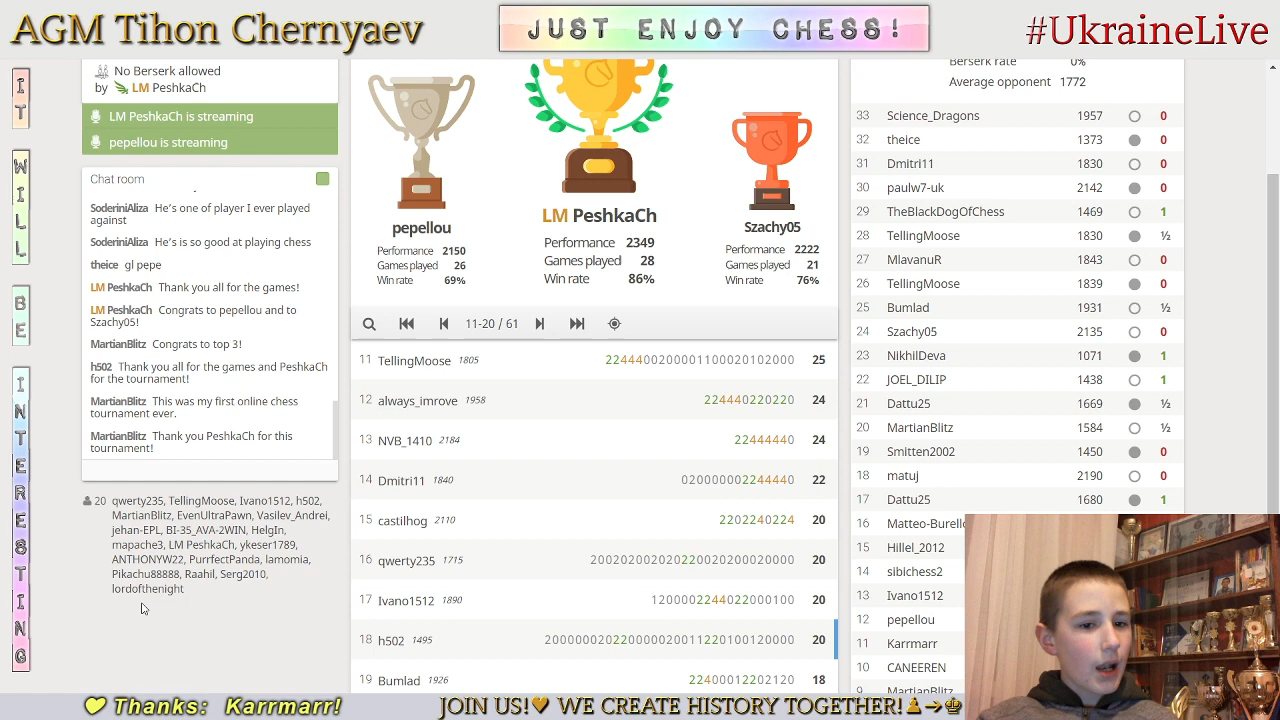 AGM Tihon Chernyaev
JUST ENJOY CHESS!
#UkraineLive
IT
WILL
BE
INTERESTING
No Berserk allowed
by LM PeshkaCh
LM PeshkaCh is streaming
pepellou is streaming
Chat room
SoderiniAliza He's one of player I ever played
against
SoderiniAliza He's is so good at playing chess
theice gl pepe
LM PeshkaCh Thank you all for the games!
LM PeshkaCh Congrats to pepellou and to
Szachy05!
MartianBlitz Congrats to top 3!
h502 Thank you all for the games and PeshkaCh
for the tournament!
MartianBlitz This was my first online chess
tournament ever.
MartianBlitz Thank you PeshkaCh for this
tournament!
20 qwerty235, TellingMoose, Ivano1512, h502,
MartianBlitz, EvenUltraPawn, Vasilev_Andrei,
jehan-EPL, BI-35_AVA-2WIN, HelgIn,
mapache3, LM PeshkaCh, ykeser1789,
ANTHONYW22, PurrfectPanda, lamomia,
Pikachu88888, Raahil, Serg2010,
lordofthenight
pepellou
Performance 2150
Games played 26
Win rate 69%
LM PeshkaCh
Performance 2349
Games played 28
Win rate 86%
Szachy05
Performance 2222
Games played 21
Win rate 76%
11-20 / 61
11 TellingMoose 1805 2244400200001100020102000 25
12 always_imrove 1958 224440220220 24
13 NVB_1410 2184 22444440 24
14 Dmitri11 1840 020000002244440 22
15 castilhog 2110 2202240224 20
16 qwerty235 1715 200202002020220020200020000 20
17 Ivano1512 1890 1200002244022000100 20
18 h502 1495 2000000020220000020011220100120000 20
19 Bumlad 1926 2240001220202120 18
Berserk rate 0%
Average opponent 1772
33 Science_Dragons 1957 0
32 theice 1373 0
31 Dmitri11 1830 0
30 paulw7-uk 2142 0
29 TheBlackDogOfChess 1469 1
28 TellingMoose 1830 ½
27 MlavanuR 1843 0
26 TellingMoose 1839 0
25 Bumlad 1931 ½
24 Szachy05 2135 0
23 NikhilDeva 1071 1
22 JOEL_DILIP 1438 1
21 Dattu25 1669 ½
20 MartianBlitz 1584 ½
19 Smitten2002 1450 0
18 matuj 2190 0
17 Dattu25 1680 1
16 Matteo-Burell
15 Hillel_2012
14 sibichess2
13 Ivano1512
12 pepellou
11 Karrmarr
10 CANEEREN
9 MartianBlitz
Thanks: Karrmarr!
JOIN US! WE CREATE HISTORY TOGETHER!